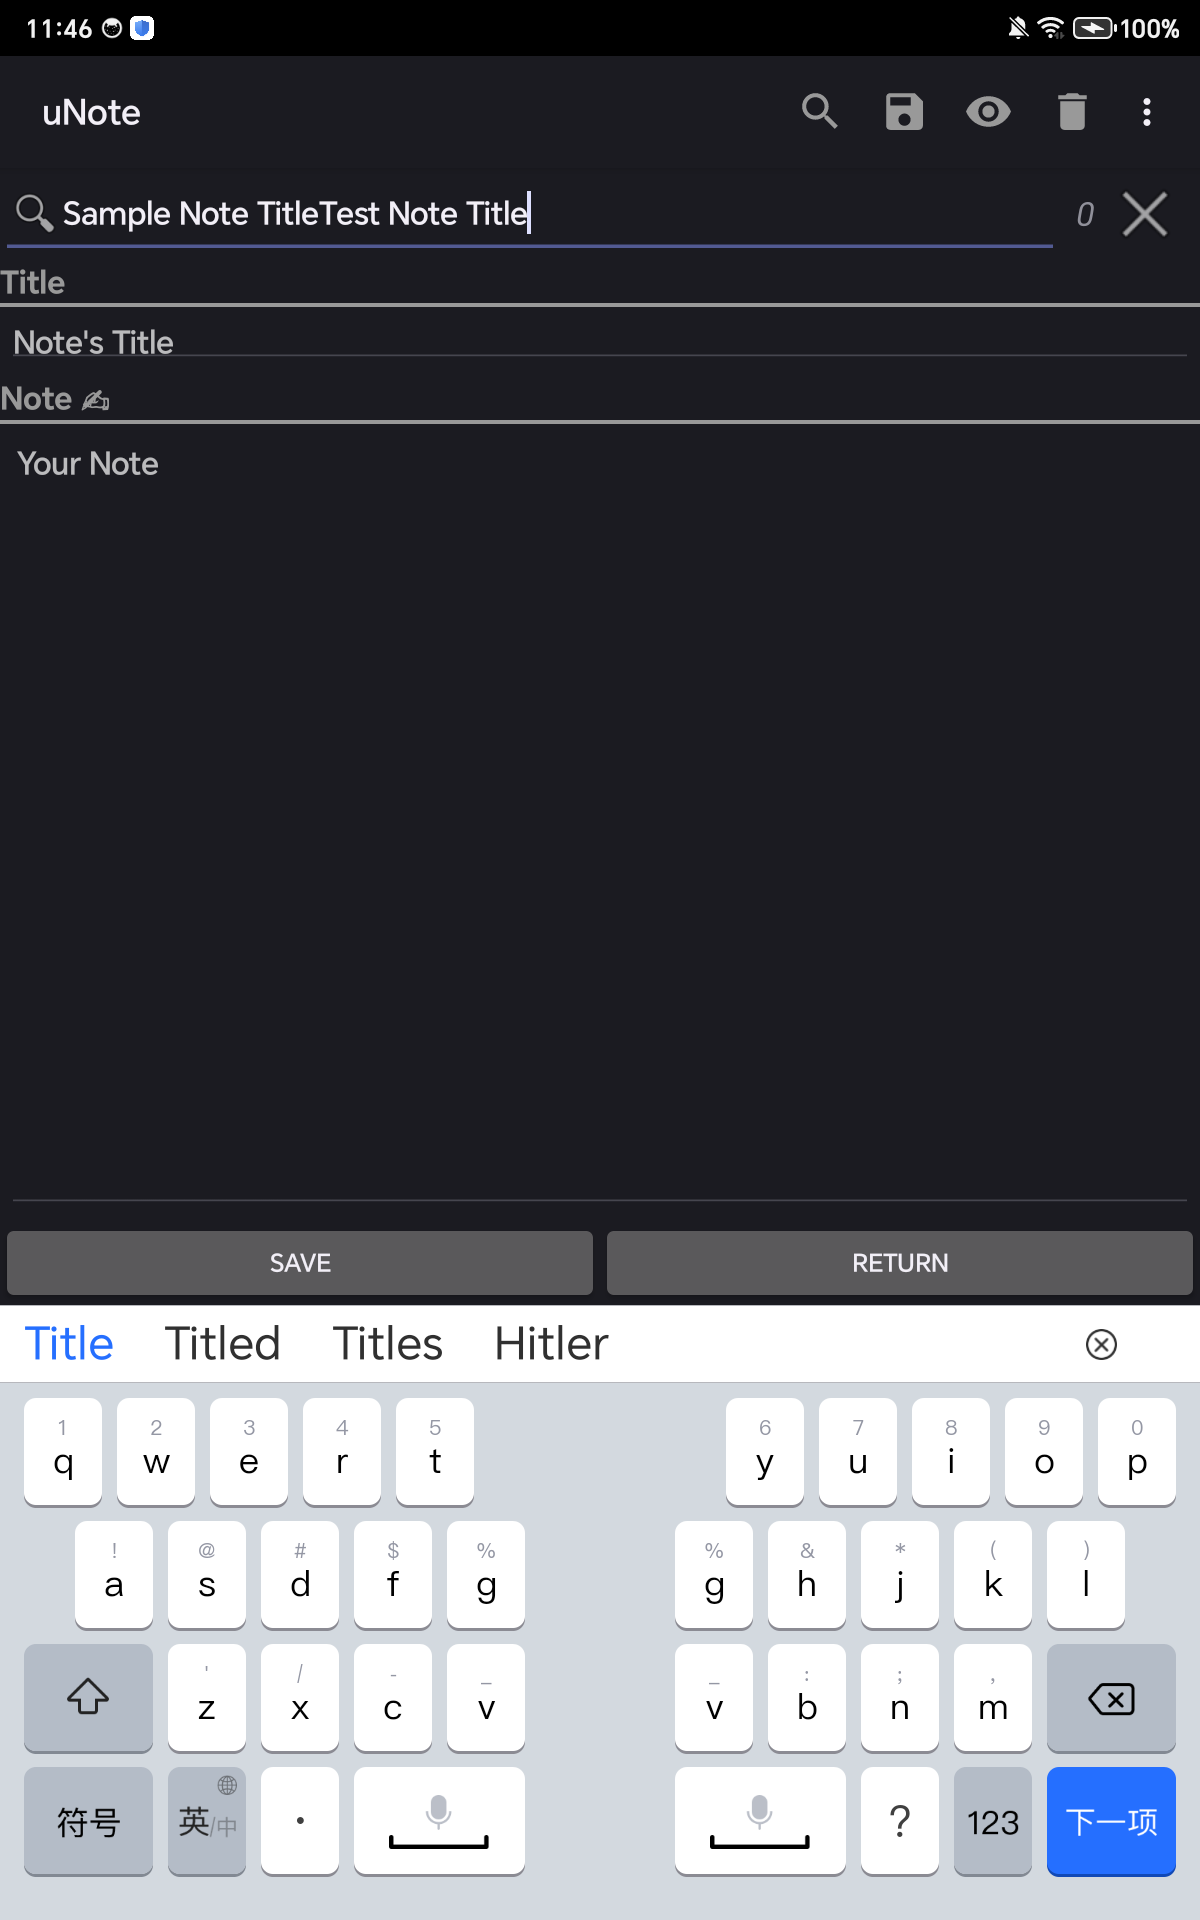 11:46 100%
uNote
Sample Note TitleTest Note Title 0
Title
Note's Title
Note ✍
Your Note
SAVE RETURN
Title Titled Titles Hitler
1 2 3 4 5 6 7 8 9 0
q w e r t y u i o p
! @ # $ % % & * ( )
a s d f g g h j k l
' / - _ _ : ; ,
z x c v v b n m
符号 英/中 . ? 123 下一项